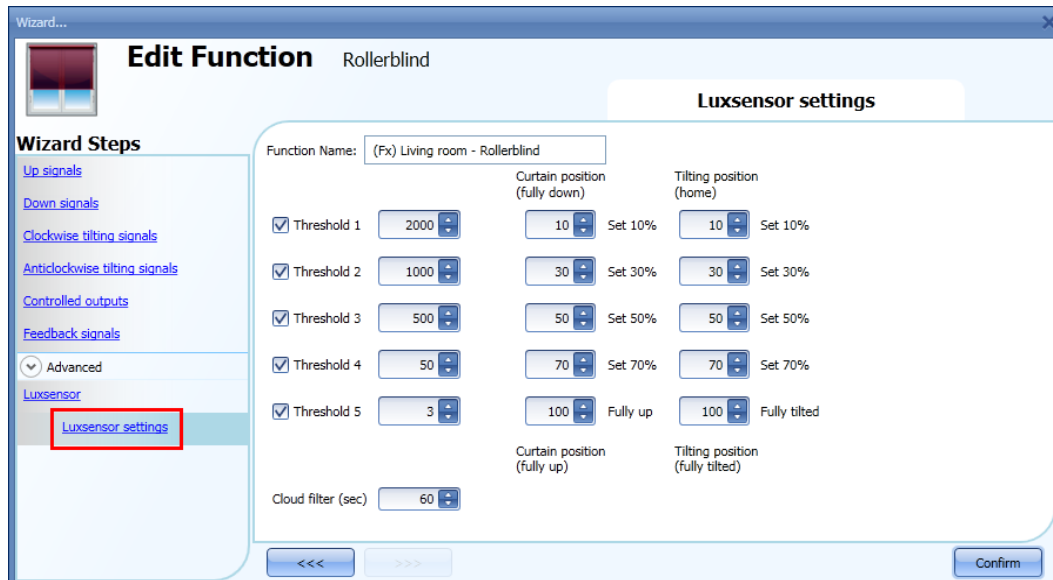 Wizard...
Edit Function Rollerblind
Luxsensor settings
Wizard Steps
Up signals
Down signals
Clockwise tilting signals
Anticlockwise tilting signals
Controlled outputs
Feedback signals
Advanced
Luxsensor
Luxsensor settings
Function Name: (Fx) Living room - Rollerblind
Curtain position (fully down) Tilting position (home)
Threshold 1 2000 10 Set 10% 10 Set 10%
Threshold 2 1000 30 Set 30% 30 Set 30%
Threshold 3 500 50 Set 50% 50 Set 50%
Threshold 4 50 70 Set 70% 70 Set 70%
Threshold 5 3 100 Fully up 100 Fully tilted
Curtain position (fully up) Tilting position (fully tilted)
Cloud filter (sec) 60
<<< >>> Confirm